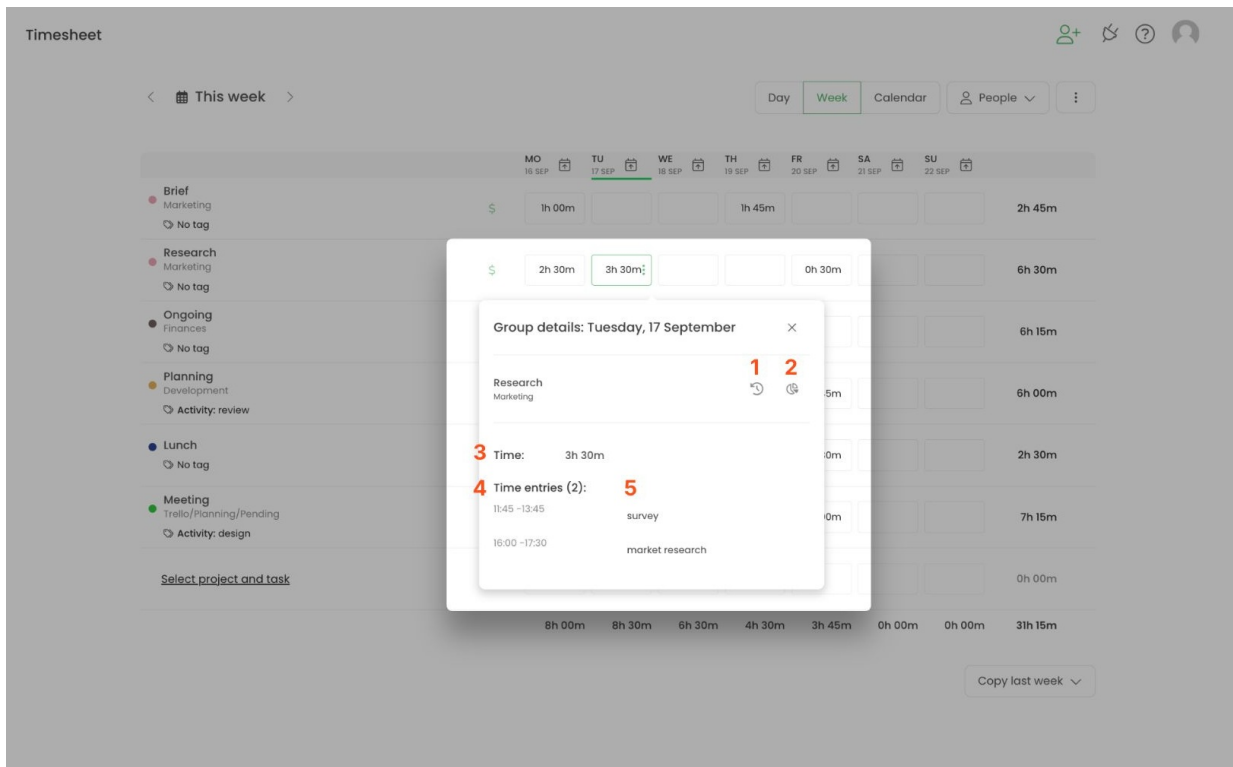 Timesheet
This week
Day Week Calendar People
MO TU WE TH FR SA SU
16 SEP 17 SEP 18 SEP 19 SEP 20 SEP 21 SEP 22 SEP
Brief
Marketing
No tag
$ 1h 00m 1h 45m 2h 45m
Research
Marketing
No tag
$ 2h 30m 3h 30m 0h 30m 6h 30m
Ongoing
Finances
No tag
6h 15m
Planning
Development
Activity: review
5m 6h 00m
Lunch
No tag
0m 2h 30m
Meeting
Trello/Planning/Pending
Activity: design
0m 7h 15m
Select project and task
0h 00m
Group details: Tuesday, 17 September
1 2
Research
Marketing
3 Time: 3h 30m
4 Time entries (2): 5
11:45 -13:45 survey
16:00 -17:30 market research
8h 00m 8h 30m 6h 30m 4h 30m 3h 45m 0h 00m 0h 00m 31h 15m
Copy last week